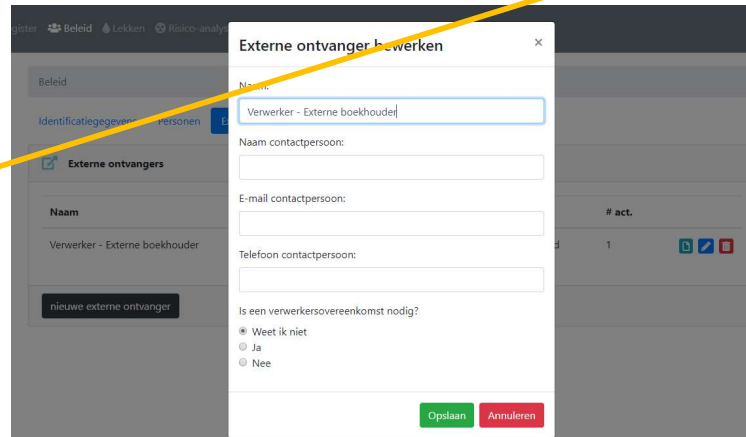 gister Beleid Lekken Risico-analys
Externe ontvanger bewerken ×
Beleid
Naam:
Verwerker - Externe boekhouder
Identificatiegegevens Personen E
Naam contactpersoon:
Externe ontvangers
E-mail contactpersoon:
Naam # act.
Verwerker - Externe boekhouder d 1
Telefoon contactpersoon:
nieuwe externe ontvanger
Is een verwerkersovereenkomst nodig?
Weet ik niet
Ja
Nee
Opslaan Annuleren